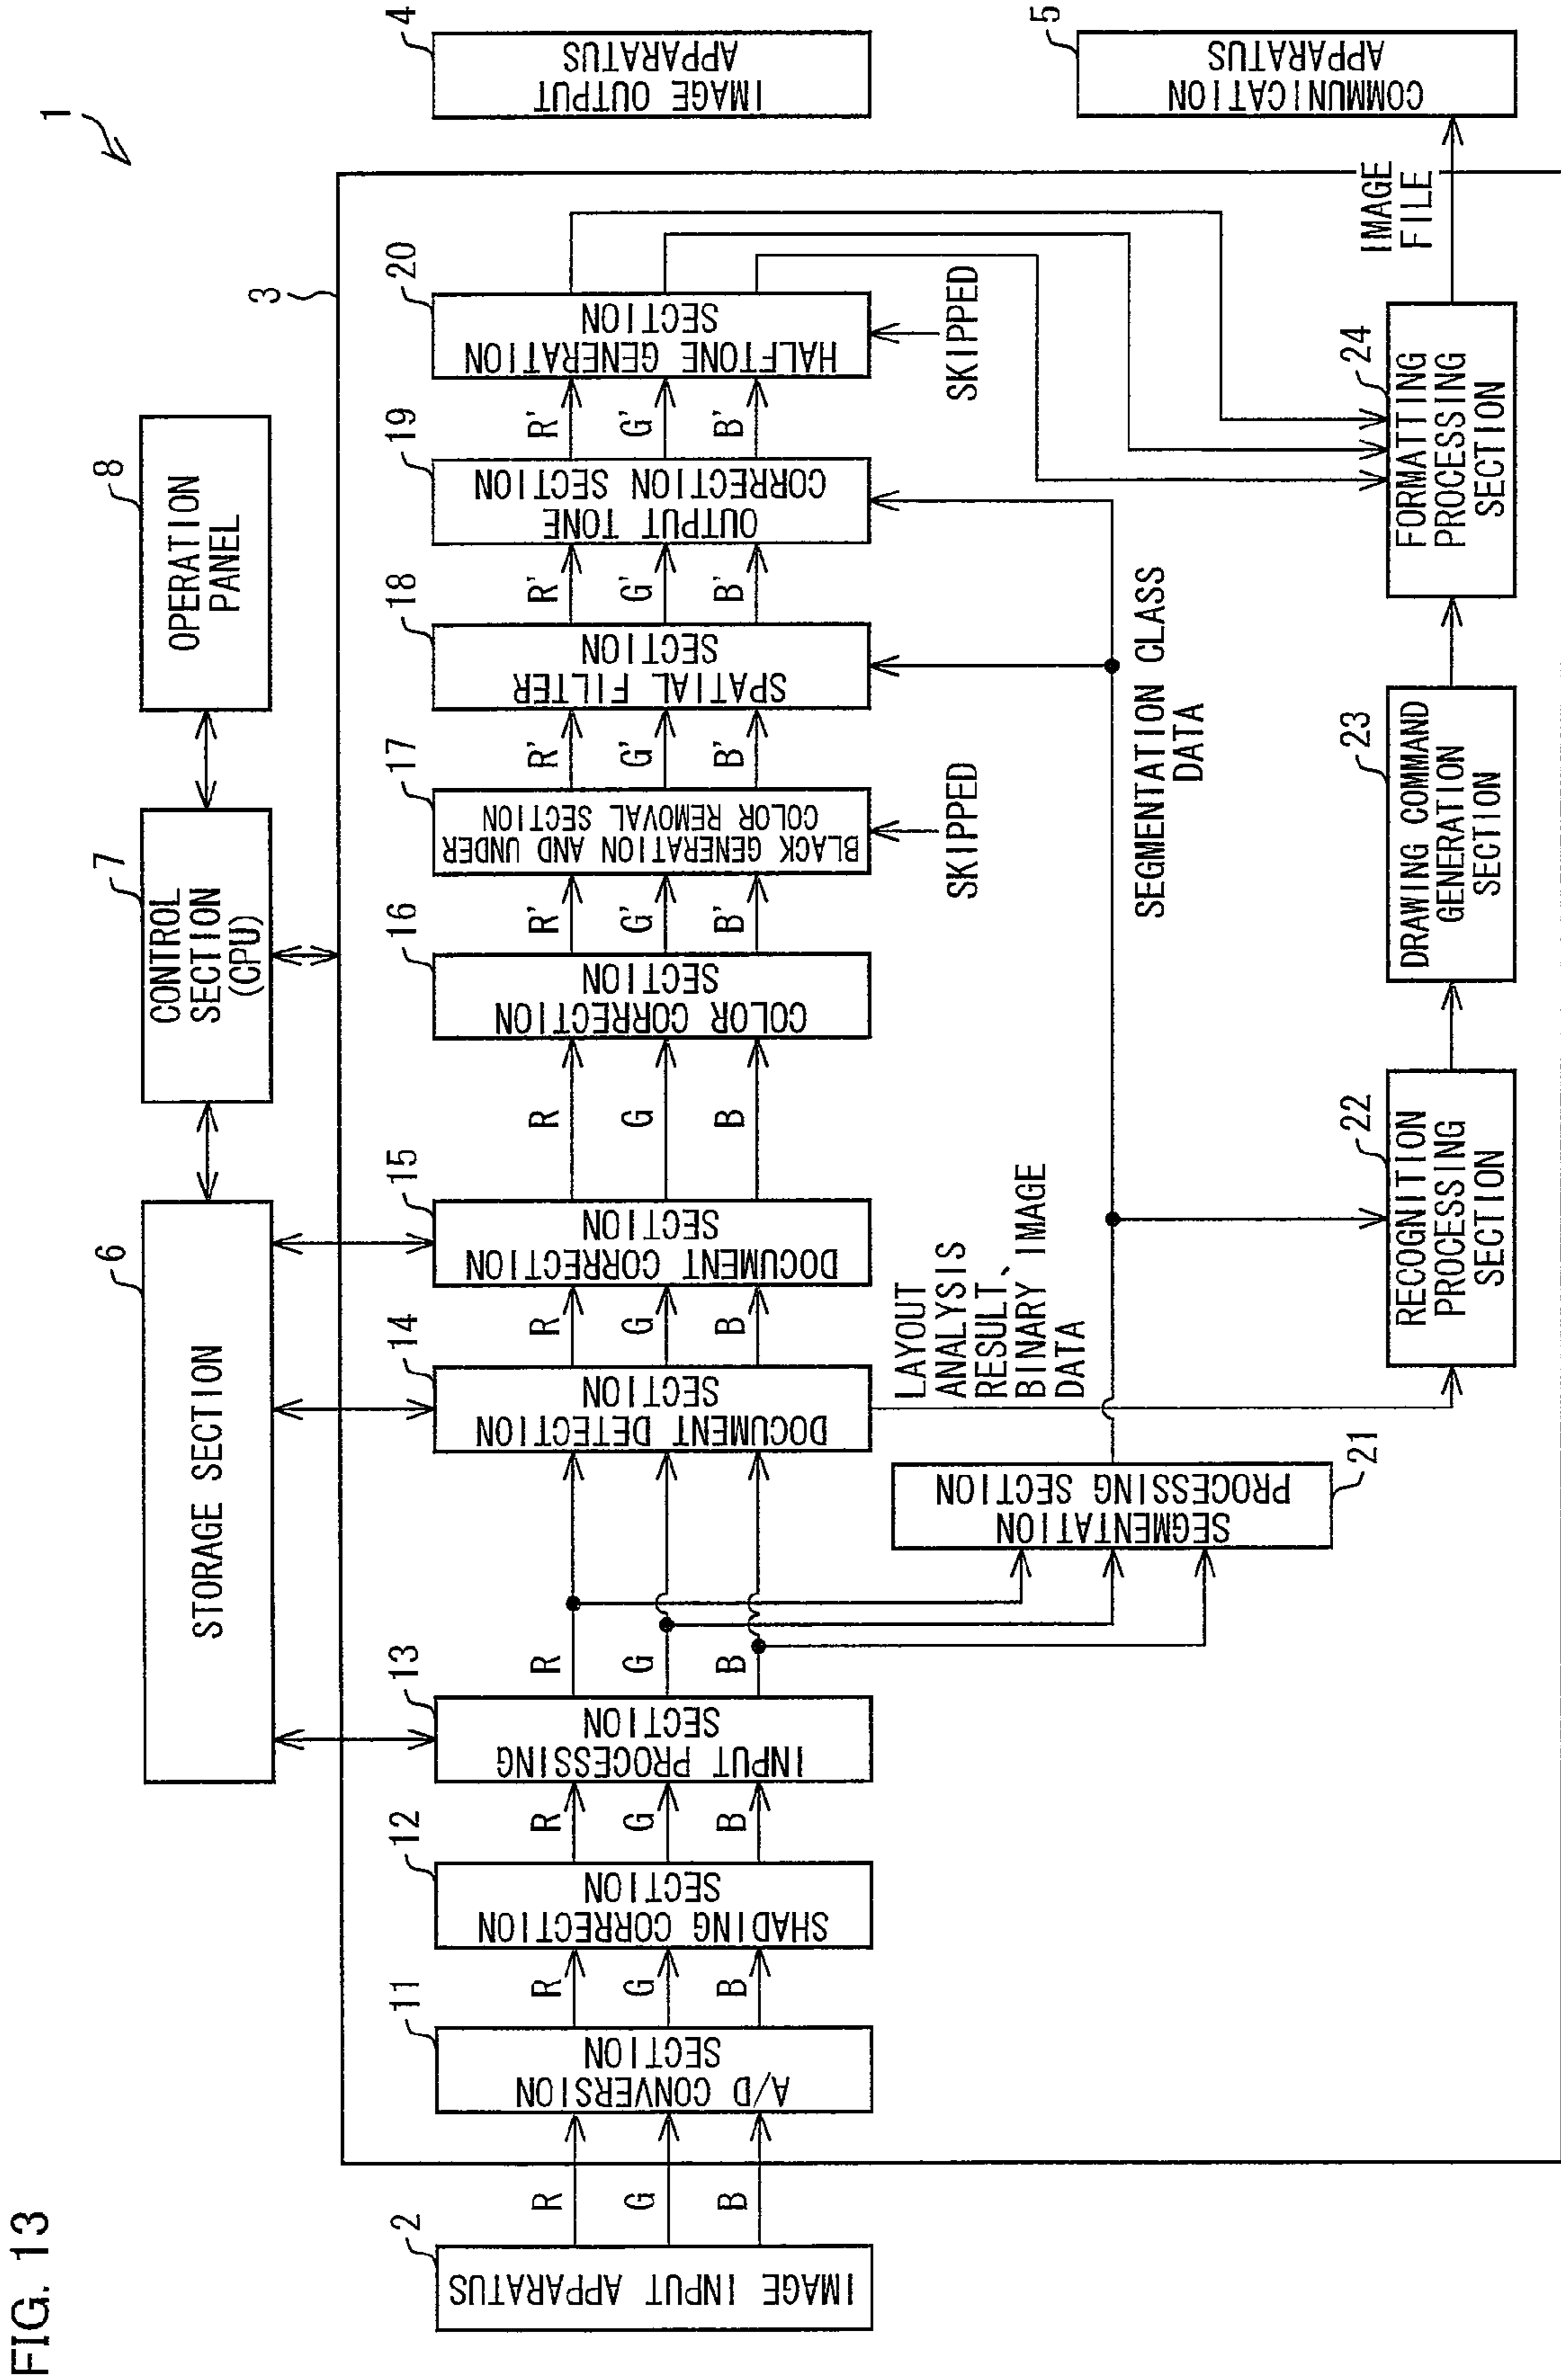 FIG. 13
1
6
STORAGE SECTION
7
CONTROL
SECTION
(CPU)
8
OPERATION
PANEL
3
2
IMAGE INPUT APPARATUS
R
G
B
11
A/D CONVERSION
SECTION
R
G
B
12
SHADING CORRECTION
SECTION
R
G
B
13
INPUT PROCESSING
SECTION
R
G
B
14
DOCUMENT DETECTION
SECTION
R
G
B
15
DOCUMENT CORRECTION
SECTION
R
G
B
16
COLOR CORRECTION
SECTION
R'
G'
B'
17
BLACK GENERATION AND UNDER
COLOR REMOVAL SECTION
SKIPPED
R'
G'
B'
18
SPATIAL FILTER
SECTION
R'
G'
B'
19
OUTPUT TONE
CORRECTION SECTION
R'
G'
B'
20
HALFTONE GENERATION
SECTION
SKIPPED
4
IMAGE OUTPUT
APPARATUS
21
SEGMENTATION
PROCESSING SECTION
LAYOUT
ANALYSIS
RESULT、
BINARY IMAGE
DATA
SEGMENTATION CLASS
DATA
22
RECOGNITION
PROCESSING
SECTION
23
DRAWING COMMAND
GENERATION
SECTION
24
FORMATTING
PROCESSING
SECTION
IMAGE
FILE
5
COMMUNICATION
APPARATUS